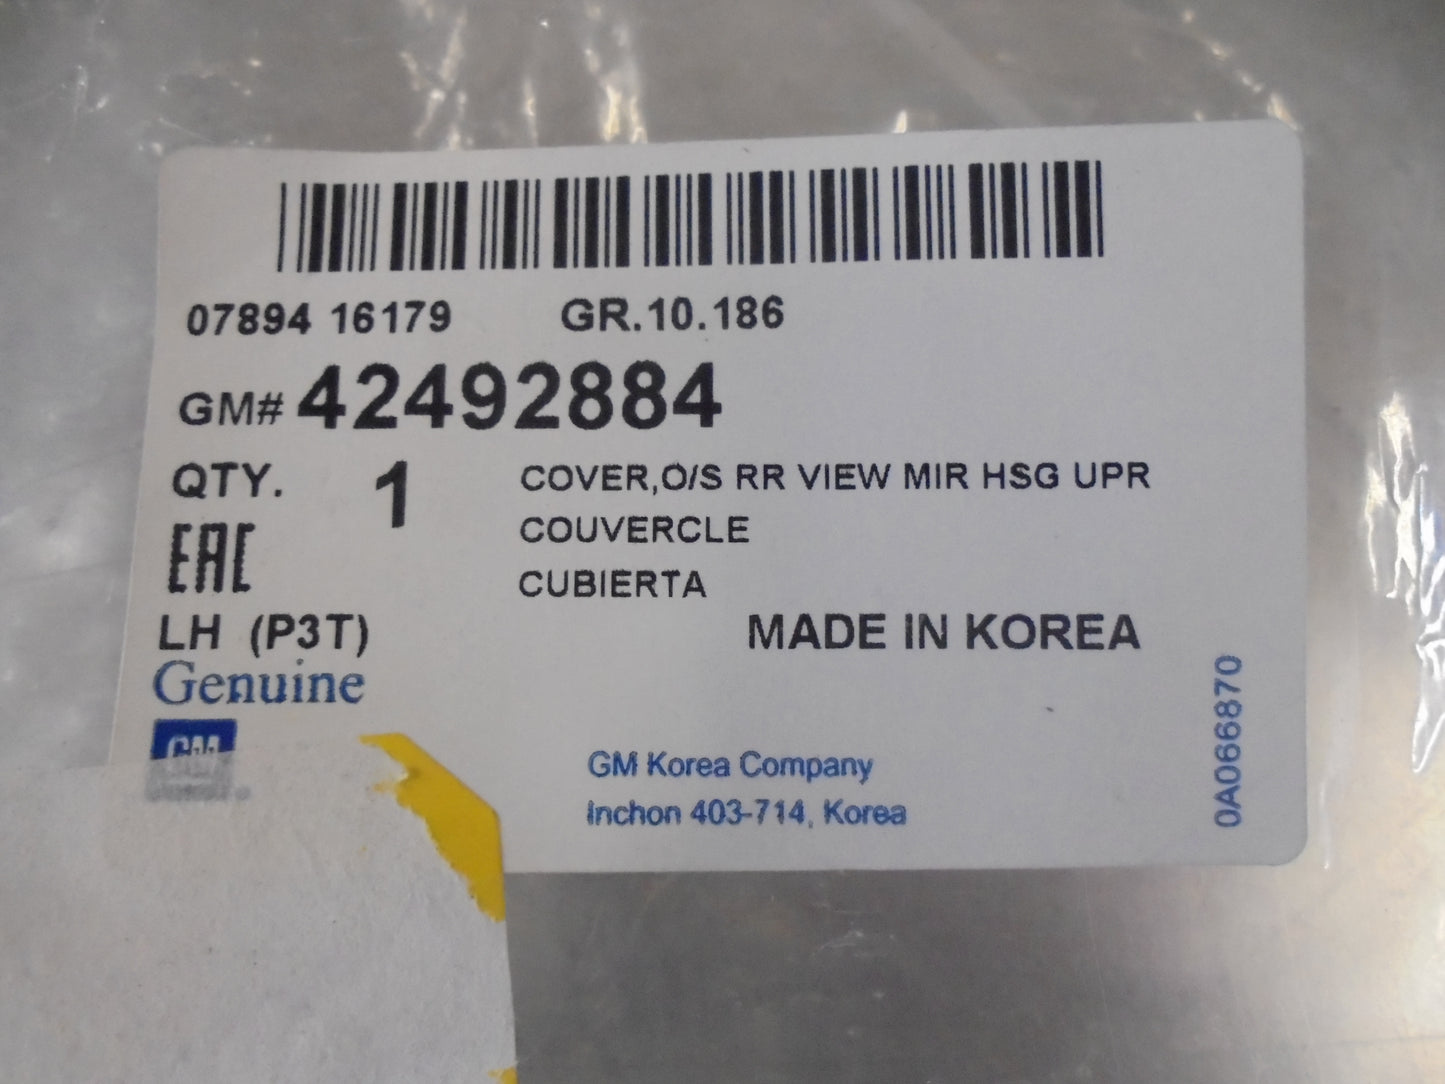 07894 16179 GR.10.186
GM# 42492884
QTY. 1 COVER,O/S RR VIEW MIR HSG UPR
COUVERCLE
EAC
CUBIERTA
LH (P3T)
MADE IN KOREA
Genuine
GM
GM Korea Company
Inchon 403-714, Korea
0A066870